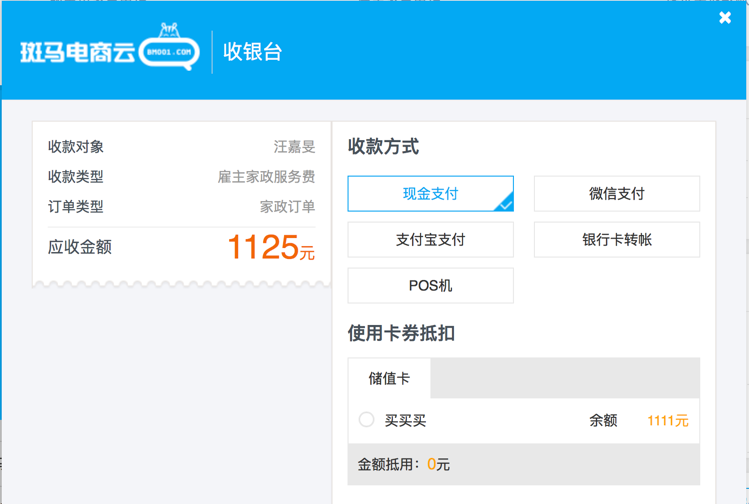 斑马电商云 BMO01.COM 收银台
收款对象 汪嘉旻
收款类型 雇主家政服务费
订单类型 家政订单
应收金额 1125元
收款方式
现金支付 微信支付
支付宝支付 银行卡转帐
POS机
使用卡券抵扣
储值卡
买买买 余额 1111元
金额抵用：0元